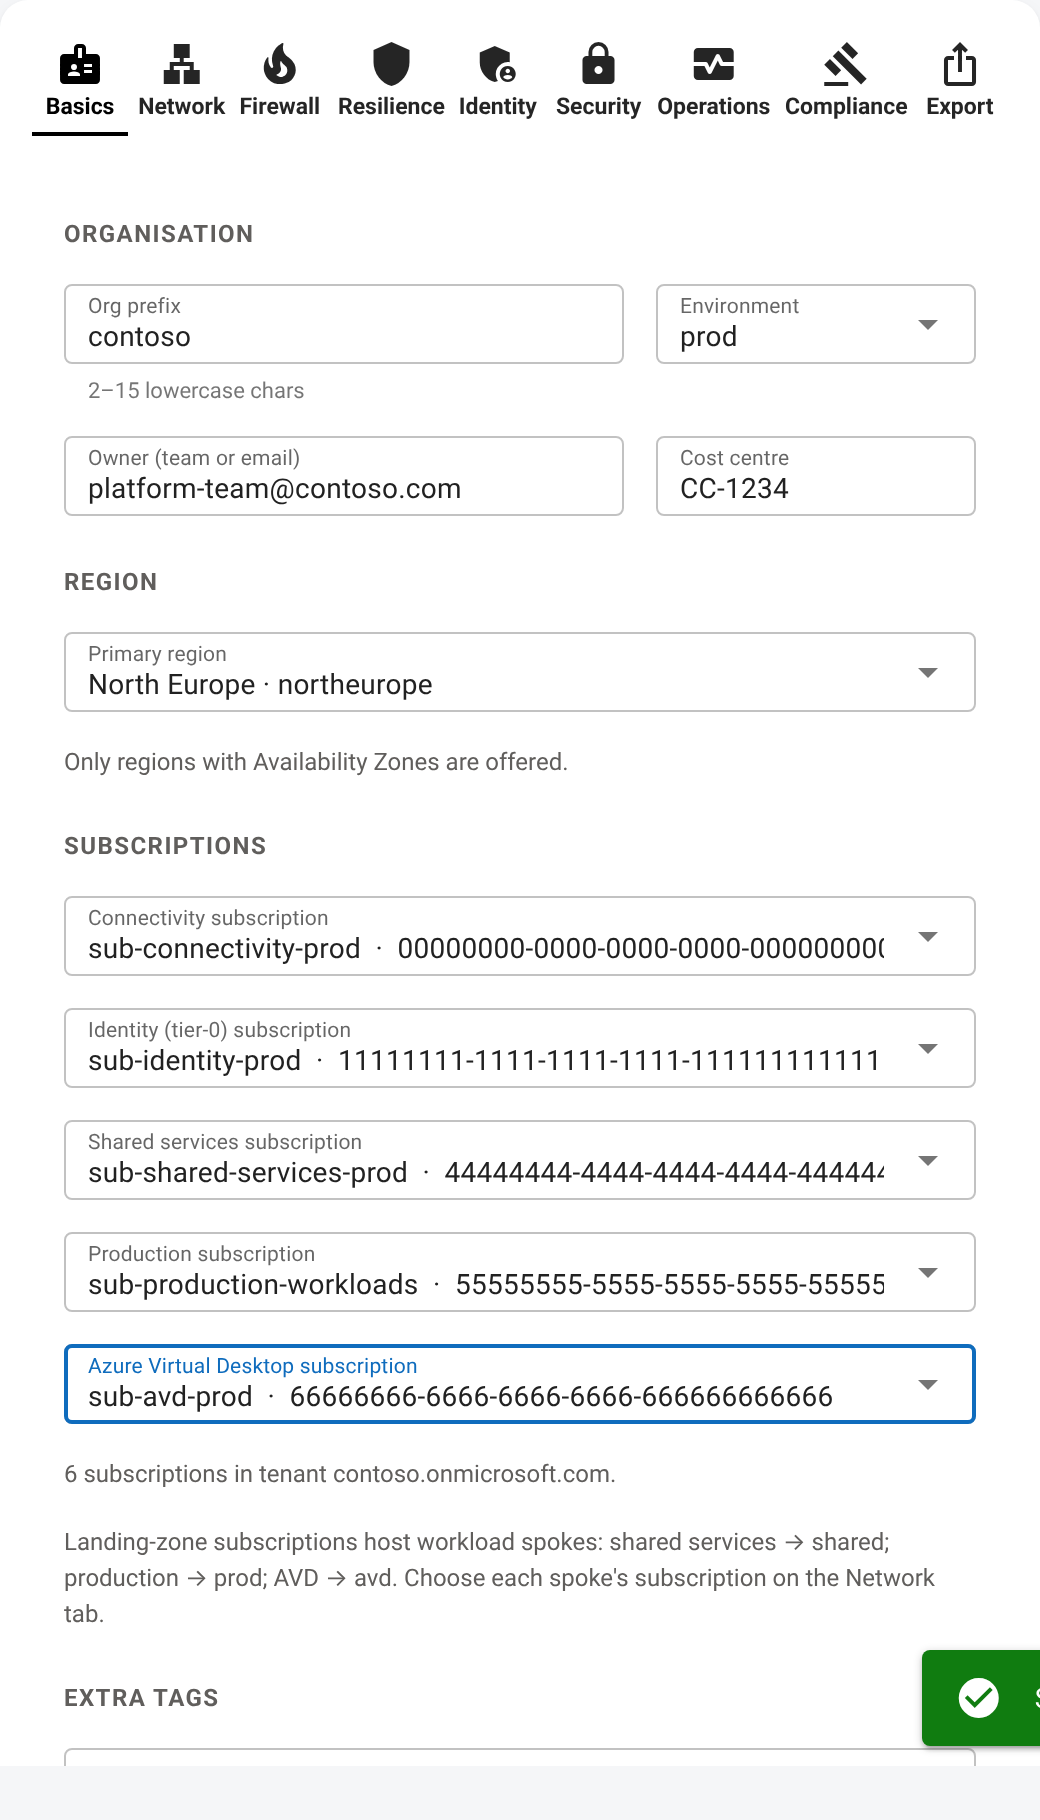 Basics Network Firewall Resilience Identity Security Operations Compliance Export
ORGANISATION
Org prefix
contoso
Environment
prod
2–15 lowercase chars
Owner (team or email)
platform-team@contoso.com
Cost centre
CC-1234
REGION
Primary region
North Europe · northeurope
Only regions with Availability Zones are offered.
SUBSCRIPTIONS
Connectivity subscription
sub-connectivity-prod · 00000000-0000-0000-0000-00000000
Identity (tier-0) subscription
sub-identity-prod · 11111111-1111-1111-1111-111111111111
Shared services subscription
sub-shared-services-prod · 44444444-4444-4444-4444-44444
Production subscription
sub-production-workloads · 55555555-5555-5555-5555-55555
Azure Virtual Desktop subscription
sub-avd-prod · 66666666-6666-6666-6666-666666666666
6 subscriptions in tenant contoso.onmicrosoft.com.
Landing-zone subscriptions host workload spokes: shared services → shared;
production → prod; AVD → avd. Choose each spoke's subscription on the Network
tab.
EXTRA TAGS